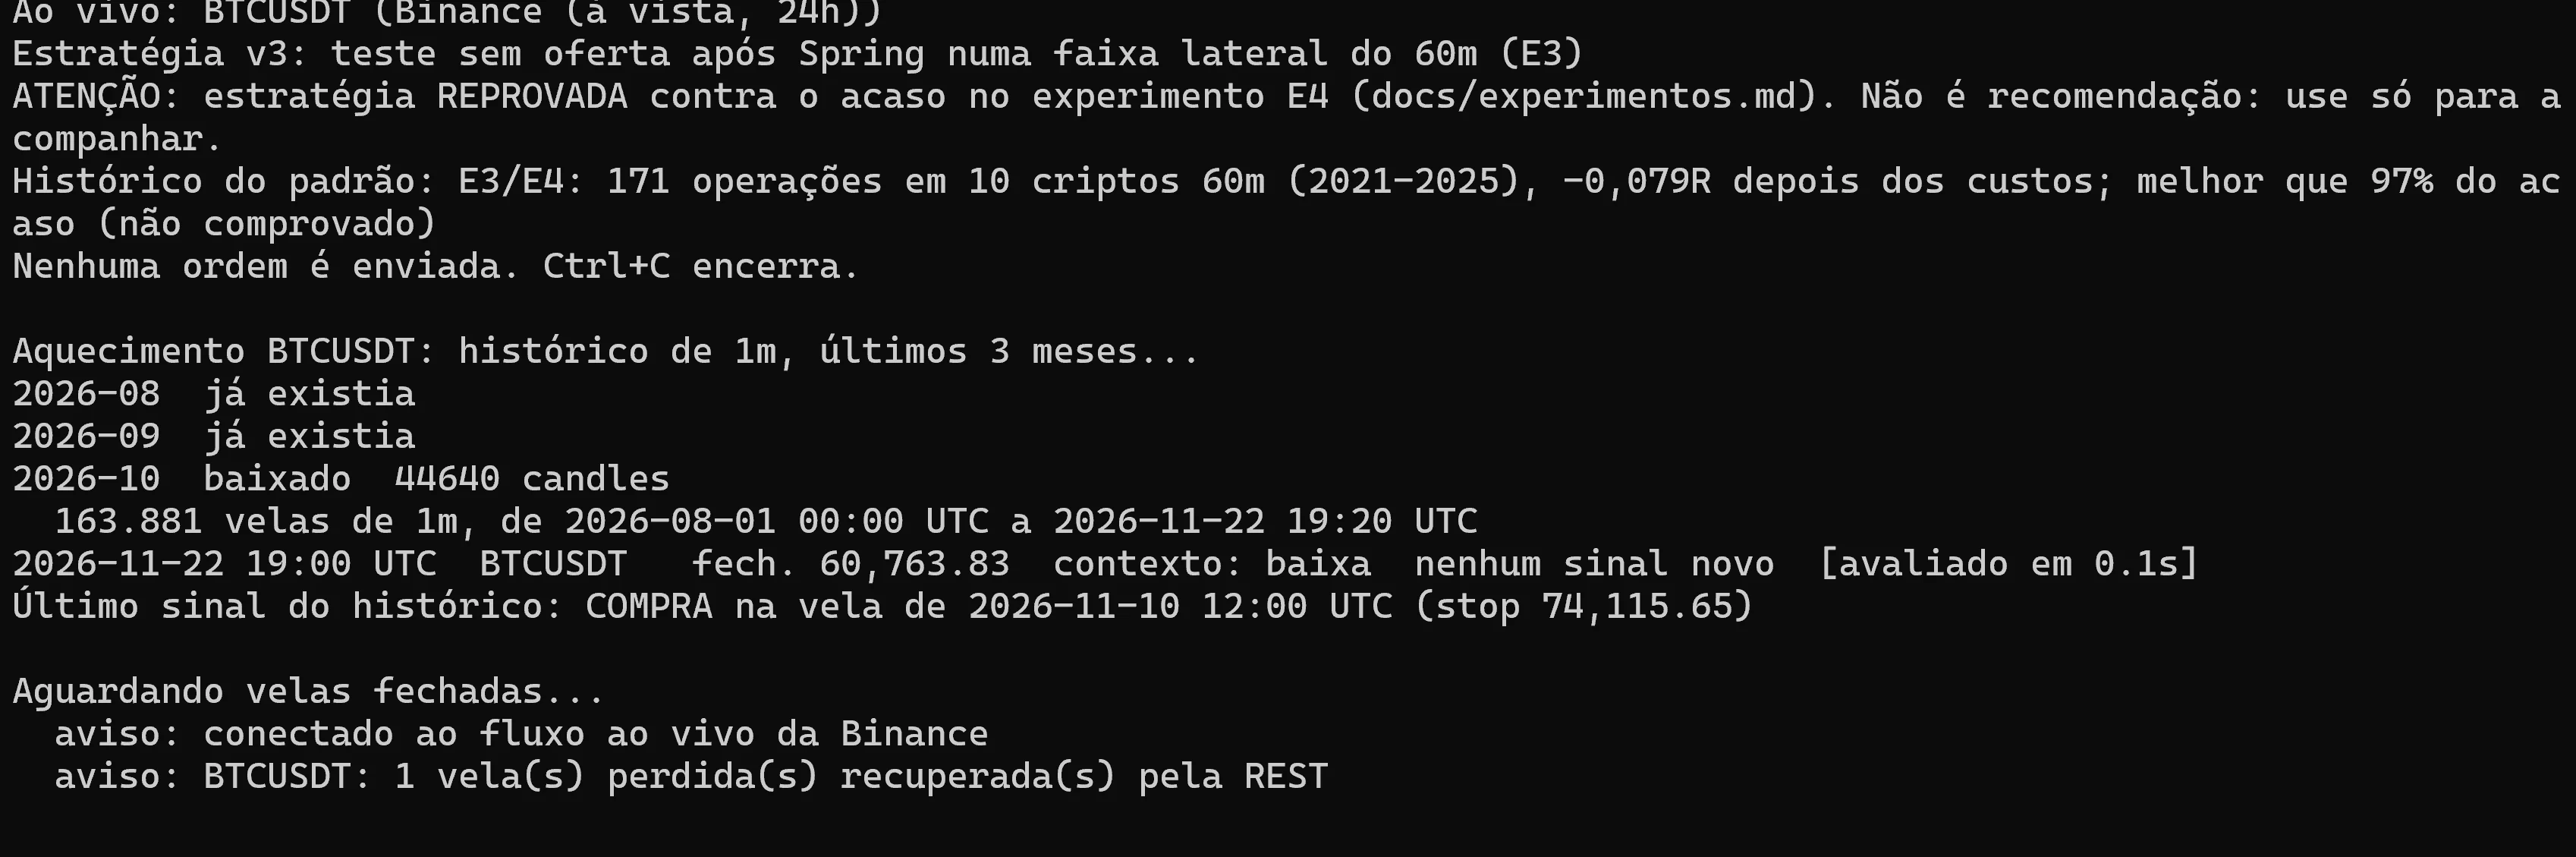 Ao vivo: BTCUSDT (Binance (à vista, 24h))
Estratégia v3: teste sem oferta após Spring numa faixa lateral do 60m (E3)
ATENÇÃO: estratégia REPROVADA contra o acaso no experimento E4 (docs/experimentos.md). Não é recomendação: use só para a
companhar.
Histórico do padrão: E3/E4: 171 operações em 10 criptos 60m (2021-2025), -0,079R depois dos custos; melhor que 97% do ac
aso (não comprovado)
Nenhuma ordem é enviada. Ctrl+C encerra.
Aquecimento BTCUSDT: histórico de 1m, últimos 3 meses...
2026-08  já existia
2026-09  já existia
2026-10  baixado  44640 candles
  163.881 velas de 1m, de 2026-08-01 00:00 UTC a 2026-11-22 19:20 UTC
2026-11-22 19:00 UTC  BTCUSDT   fech. 60,763.83  contexto: baixa  nenhum sinal novo  [avaliado em 0.1s]
Último sinal do histórico: COMPRA na vela de 2026-11-10 12:00 UTC (stop 74,115.65)
Aguardando velas fechadas...
  aviso: conectado ao fluxo ao vivo da Binance
  aviso: BTCUSDT: 1 vela(s) perdida(s) recuperada(s) pela REST